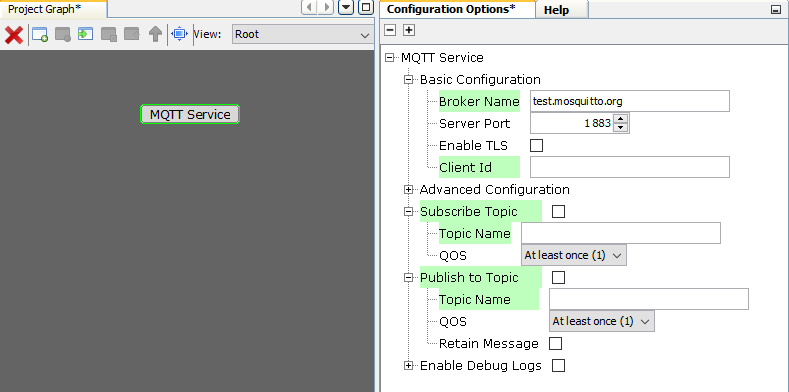 Project Graph*
View: Root
MQTT Service
Configuration Options* Help
MQTT Service
Basic Configuration
Broker Name test.mosquitto.org
Server Port 1 883
Enable TLS
Client Id
Advanced Configuration
Subscribe Topic
Topic Name
QOS At least once (1)
Publish to Topic
Topic Name
QOS At least once (1)
Retain Message
Enable Debug Logs